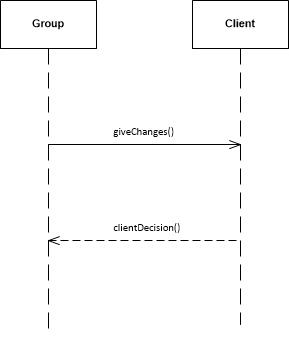 Group
Client
giveChanges()
clientDecision()